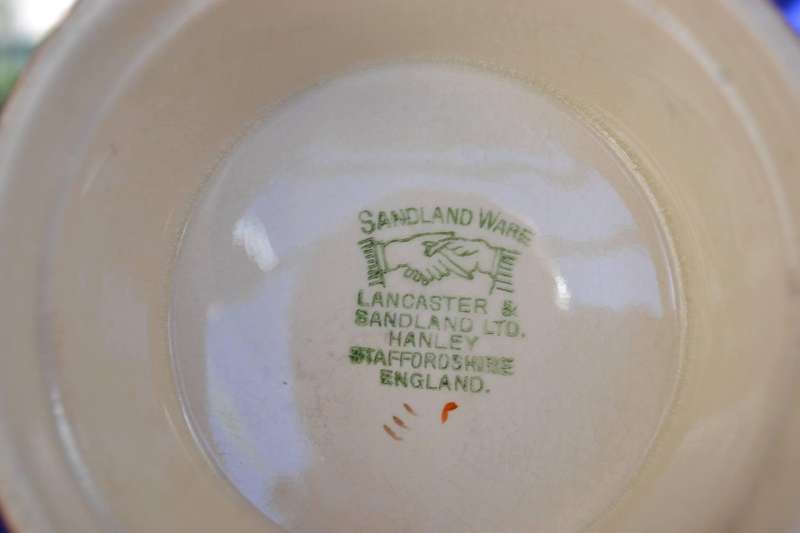 SANDLAND WARE
LANCASTER &
SANDLAND LTD.
HANLEY
STAFFORDSHIRE
ENGLAND.